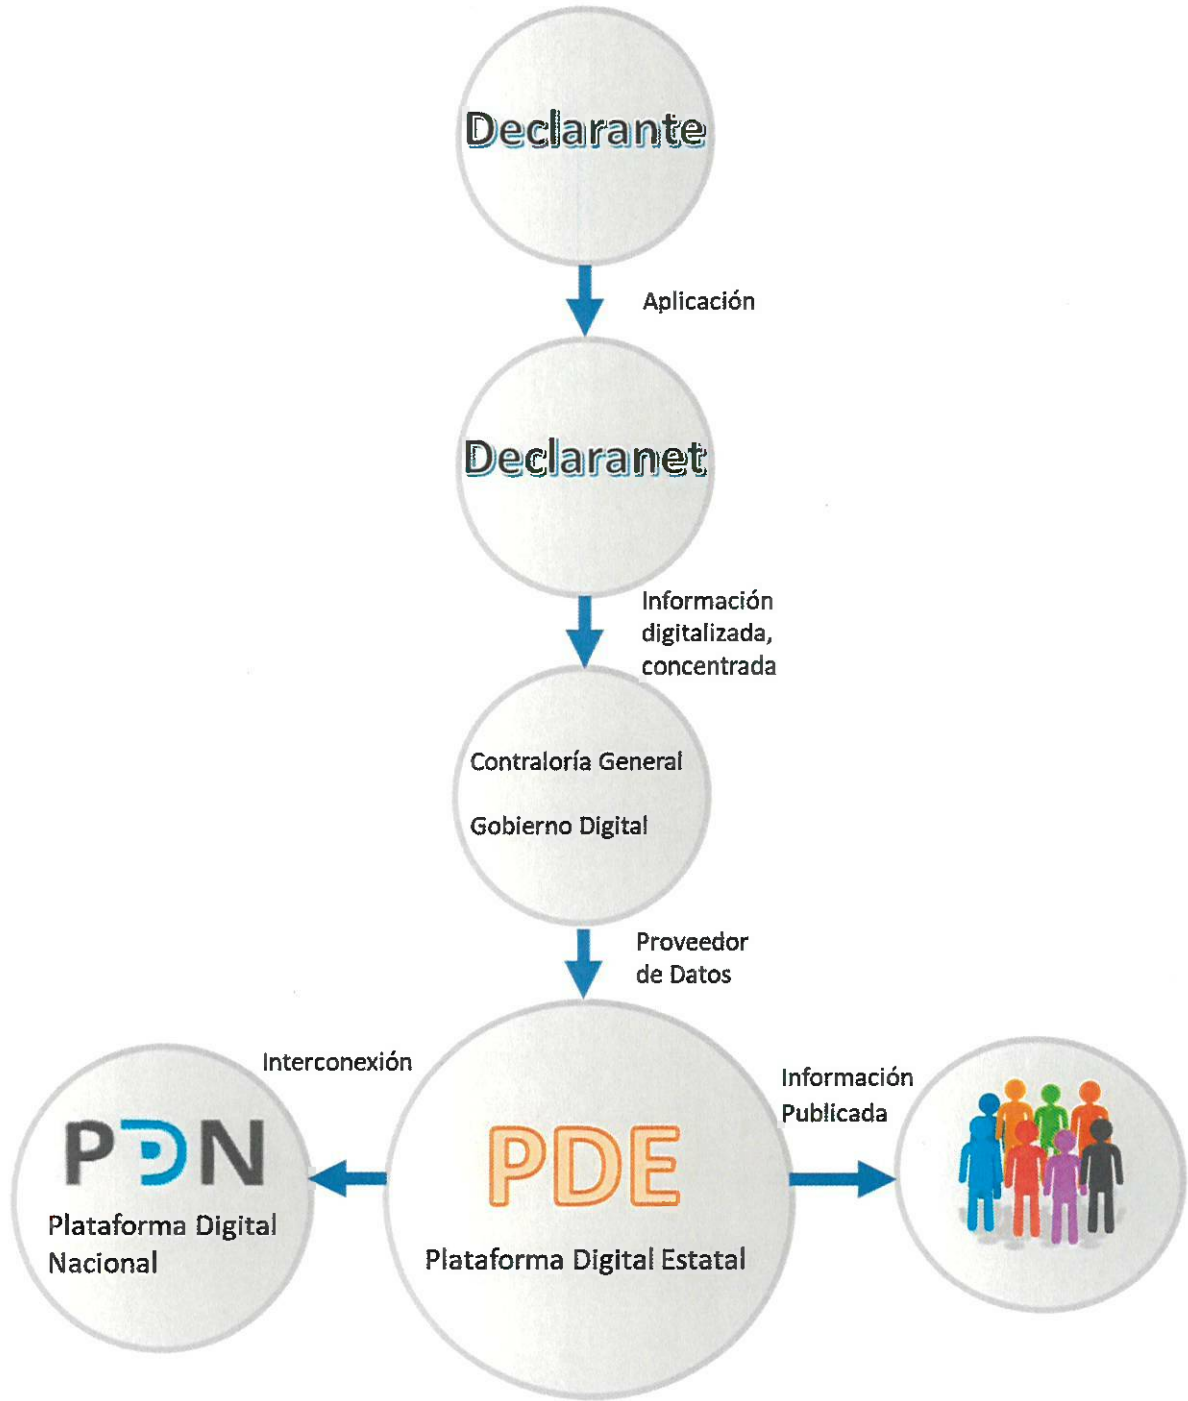 Declarante
Aplicación
Declaranet
Información
digitalizada,
concentrada
Contraloría General
Gobierno Digital
Proveedor
de Datos
Interconexión
PDN
Plataforma Digital
Nacional
PDE
Plataforma Digital Estatal
Información
Publicada